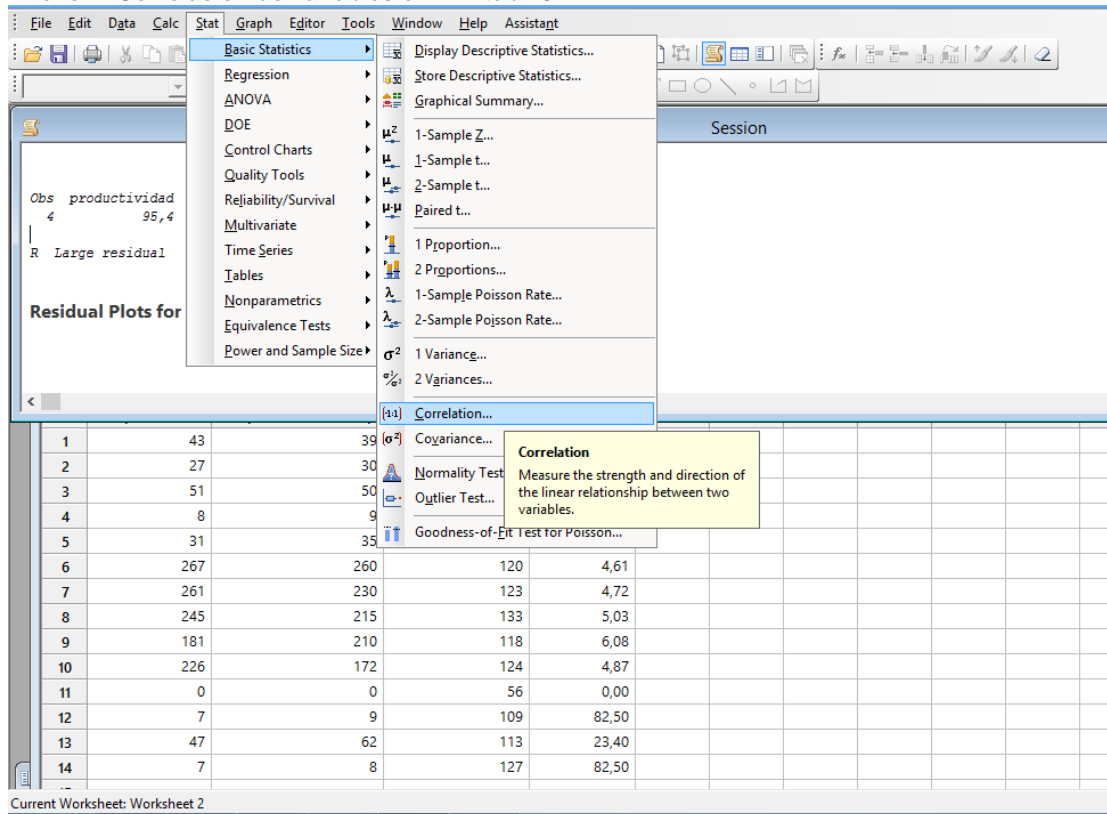 File Edit Data Calc Stat Graph Editor Tools Window Help Assistant
Basic Statistics
Regression
ANOVA
DOE
Control Charts
Quality Tools
Reliability/Survival
Multivariate
Time Series
Tables
Nonparametrics
Equivalence Tests
Power and Sample Size
Display Descriptive Statistics...
Store Descriptive Statistics...
Graphical Summary...
1-Sample Z...
1-Sample t...
2-Sample t...
Paired t...
1 Proportion...
2 Proportions...
1-Sample Poisson Rate...
2-Sample Poisson Rate...
σ² 1 Variance...
2 Variances...
Correlation...
Covariance...
Normality Test
Outlier Test...
Goodness-of-Fit Test for Poisson...
Correlation
Measure the strength and direction of
the linear relationship between two
variables.
Session
Obs productividad
4 95,4
R Large residual
Residual Plots for
1 43 39
2 27 30
3 51 50
4 8 9
5 31 35
6 267 260 120 4,61
7 261 230 123 4,72
8 245 215 133 5,03
9 181 210 118 6,08
10 226 172 124 4,87
11 0 0 56 0,00
12 7 9 109 82,50
13 47 62 113 23,40
14 7 8 127 82,50
Current Worksheet: Worksheet 2